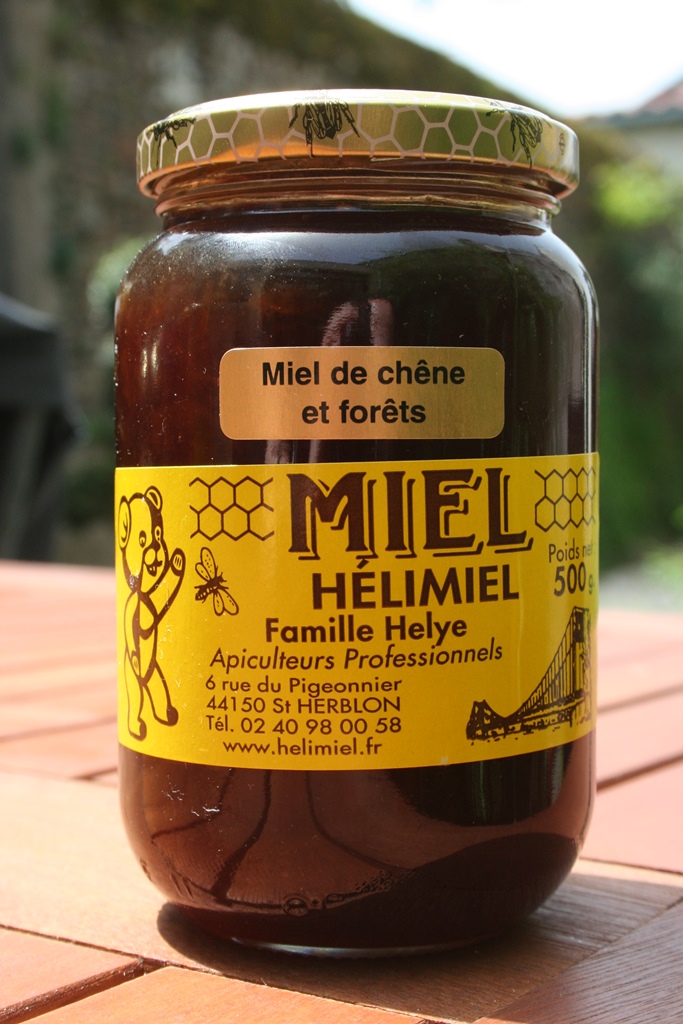 Miel de chêne
et forêts
MIEL
HÉLIMIEL
Poids net
500 g
Famille Helye
Apiculteurs Professionnels
6 rue du Pigeonnier
44150 St HERBLON
Tél. 02 40 98 00 58
www.helimiel.fr